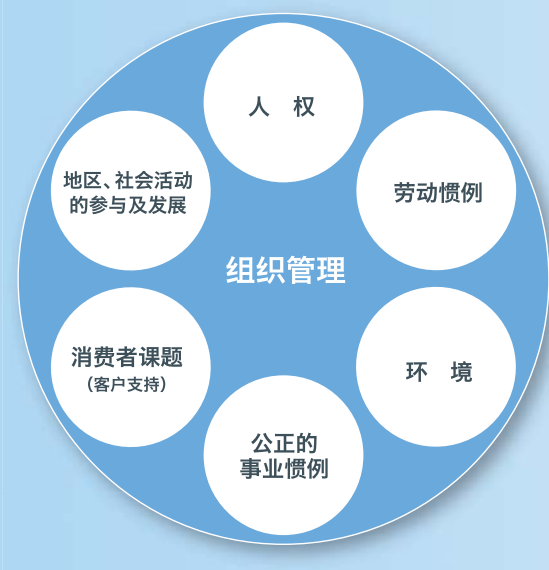 人 权
地区、社会活动
的参与及发展
劳动惯例
组织管理
消费者课题
（客户支持）
环 境
公正的
事业惯例